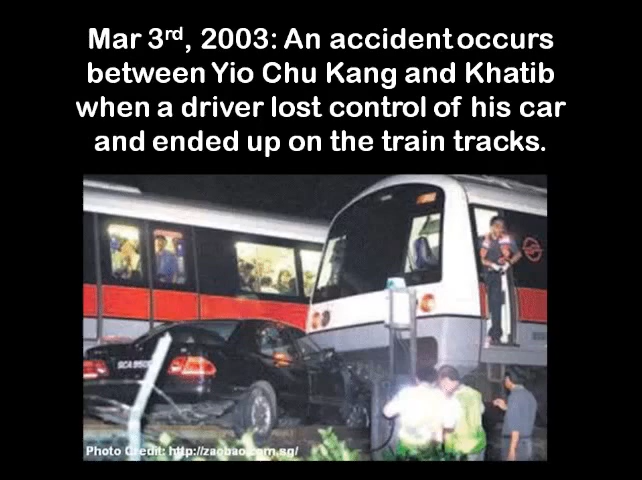 Mar 3rd, 2003: An accident occurs
between Yio Chu Kang and Khatib
when a driver lost control of his car
and ended up on the train tracks.
Photo Credit: http://zaobao.com.sg/